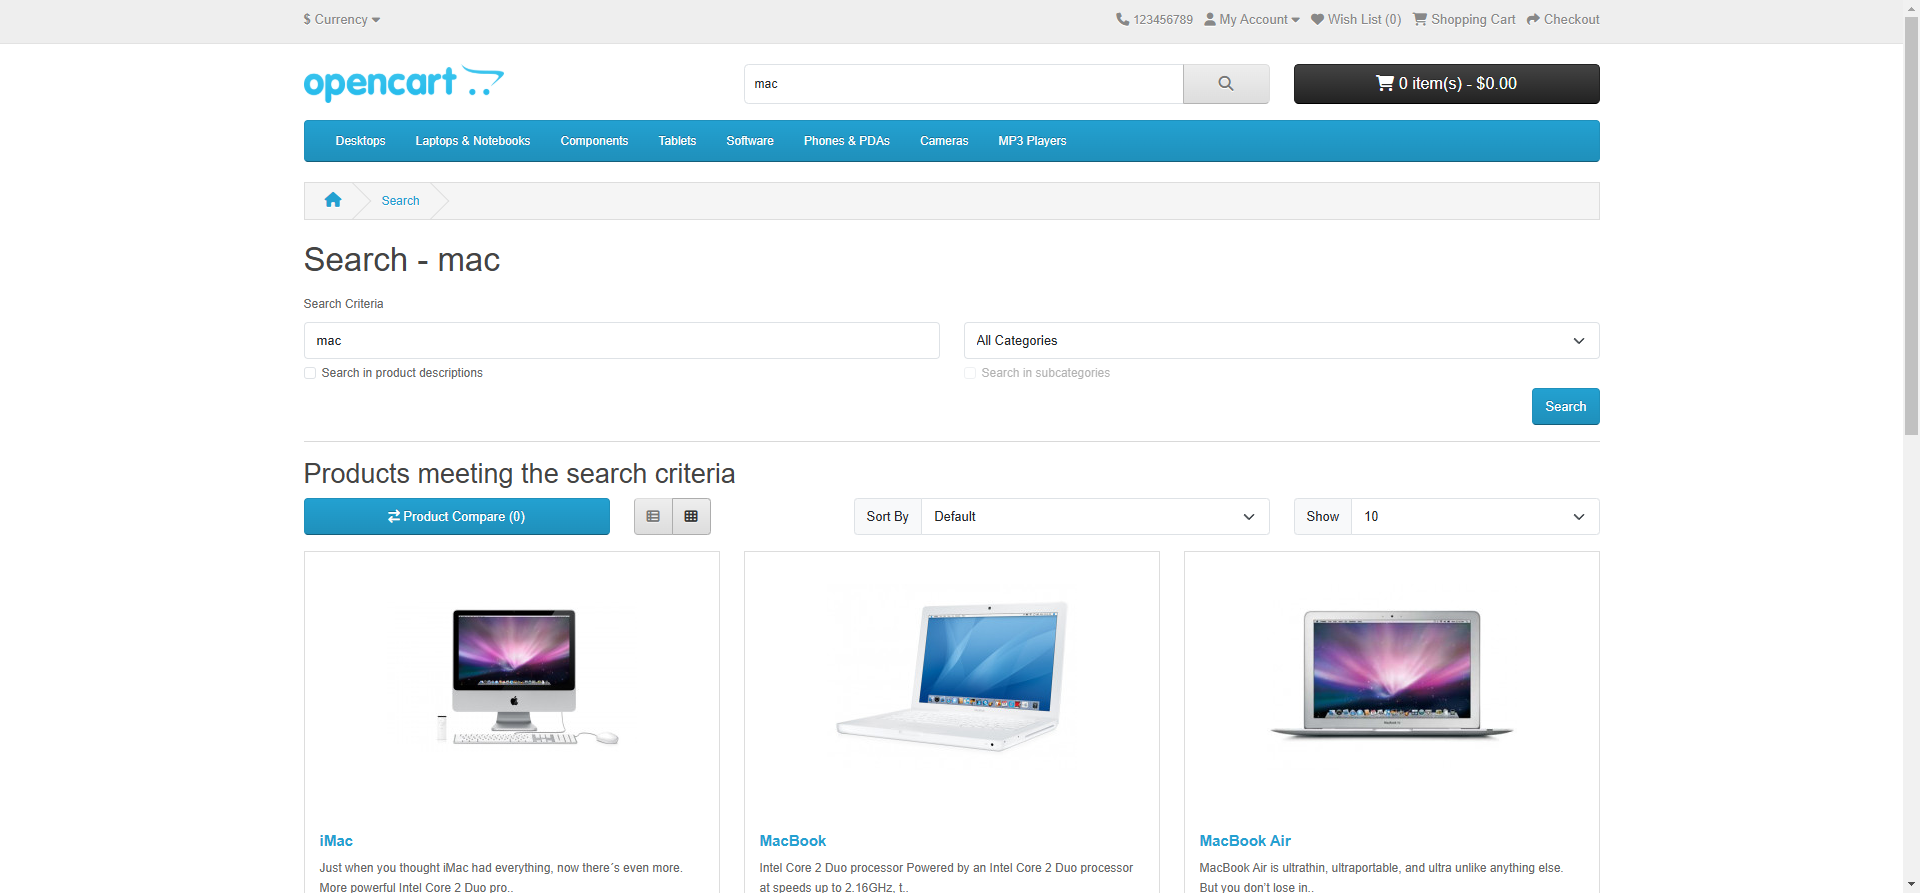 $ Currency
123456789 My Account Wish List (0) Shopping Cart Checkout
opencart
mac
0 item(s) - $0.00
Desktops Laptops & Notebooks Components Tablets Software Phones & PDAs Cameras MP3 Players
Search
Search - mac
Search Criteria
mac
All Categories
Search in product descriptions
Search in subcategories
Search
Products meeting the search criteria
Product Compare (0)
Sort By Default
Show 10
iMac
Just when you thought iMac had everything, now there´s even more.
More powerful Intel Core 2 Duo pro..
MacBook
Intel Core 2 Duo processor Powered by an Intel Core 2 Duo processor
at speeds up to 2.16GHz, t..
MacBook Air
MacBook Air is ultrathin, ultraportable, and ultra unlike anything else.
But you don't lose in..